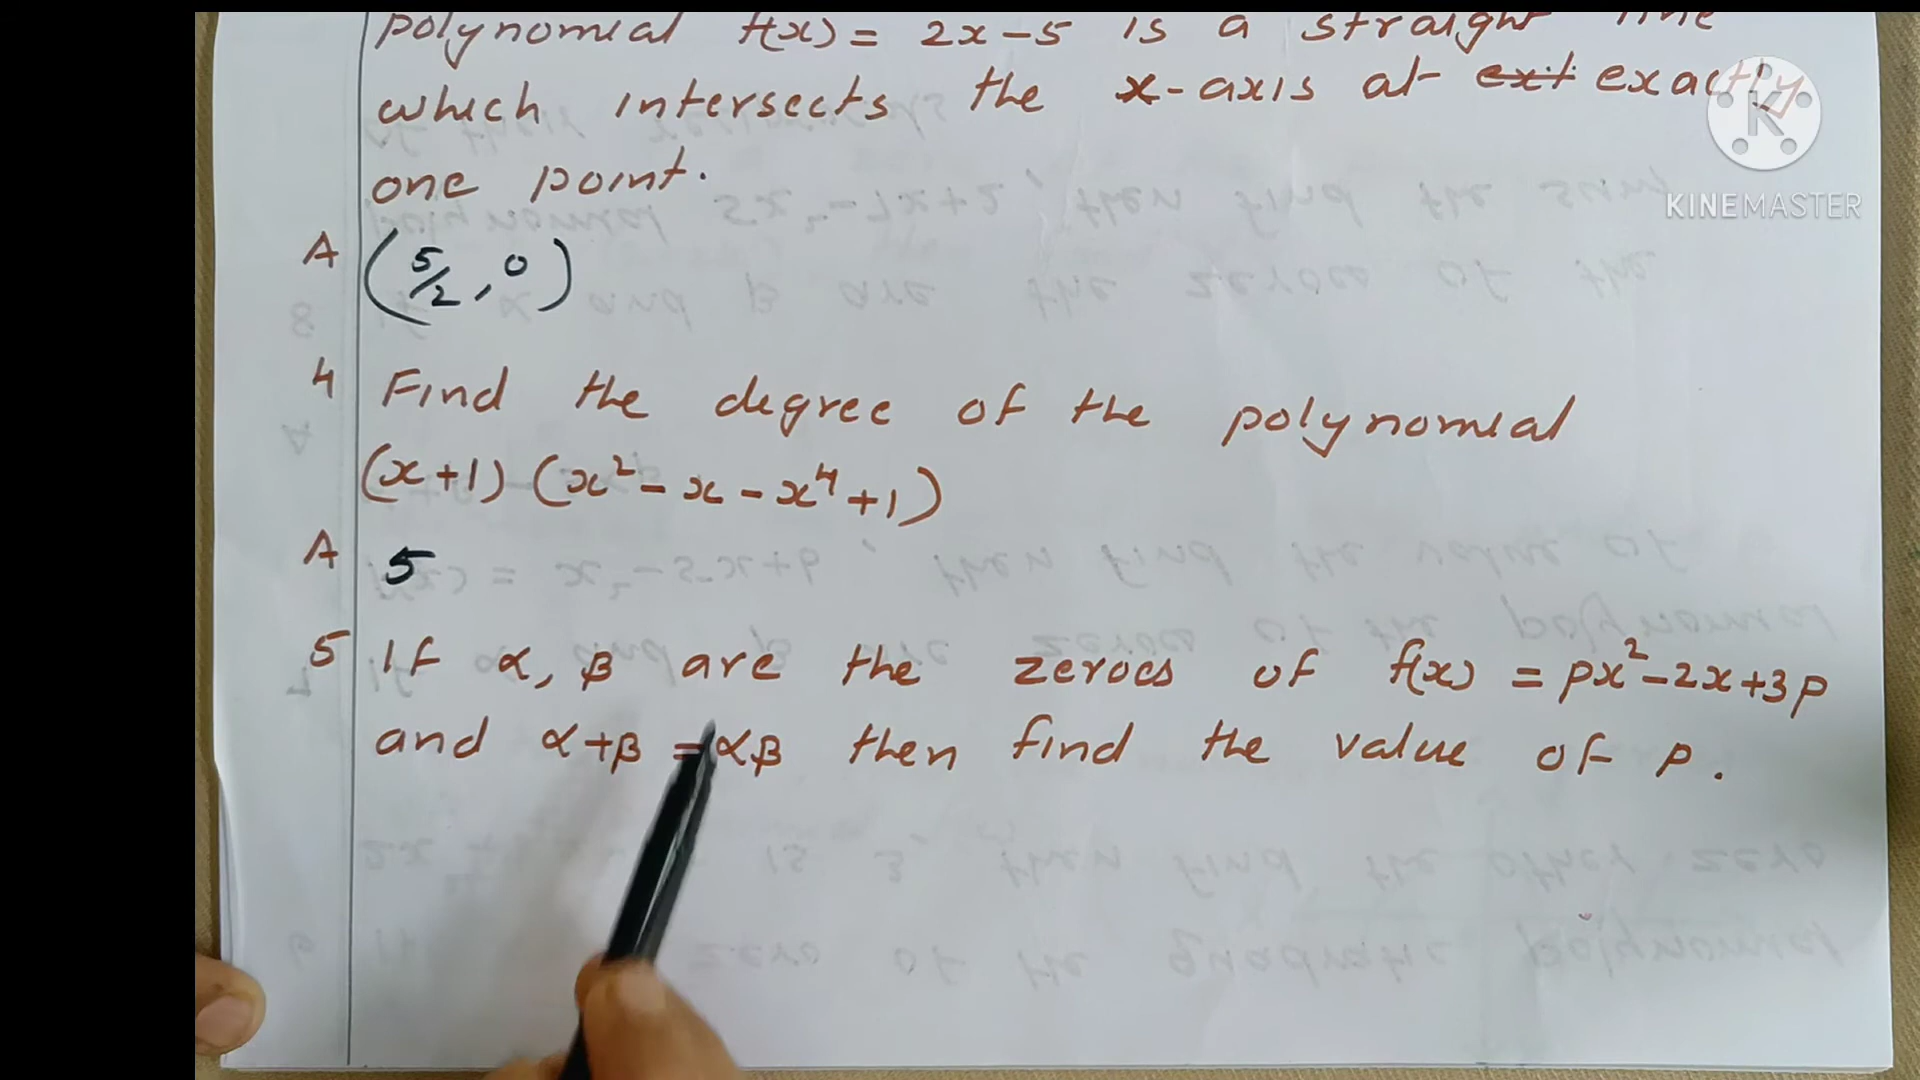 polynomial f(x) = 2x-5 is a straight line
which intersects the x-axis at ext exactly
one point.
A (5/2, 0)
4 Find the degree of the polynomial
(x+1) (x² - x - x⁴ + 1)
A 5
5 If α, β are the zeroes of f(x) = px²-2x+3p
and α+β = αβ then find the value of p.
K
KINEMASTER